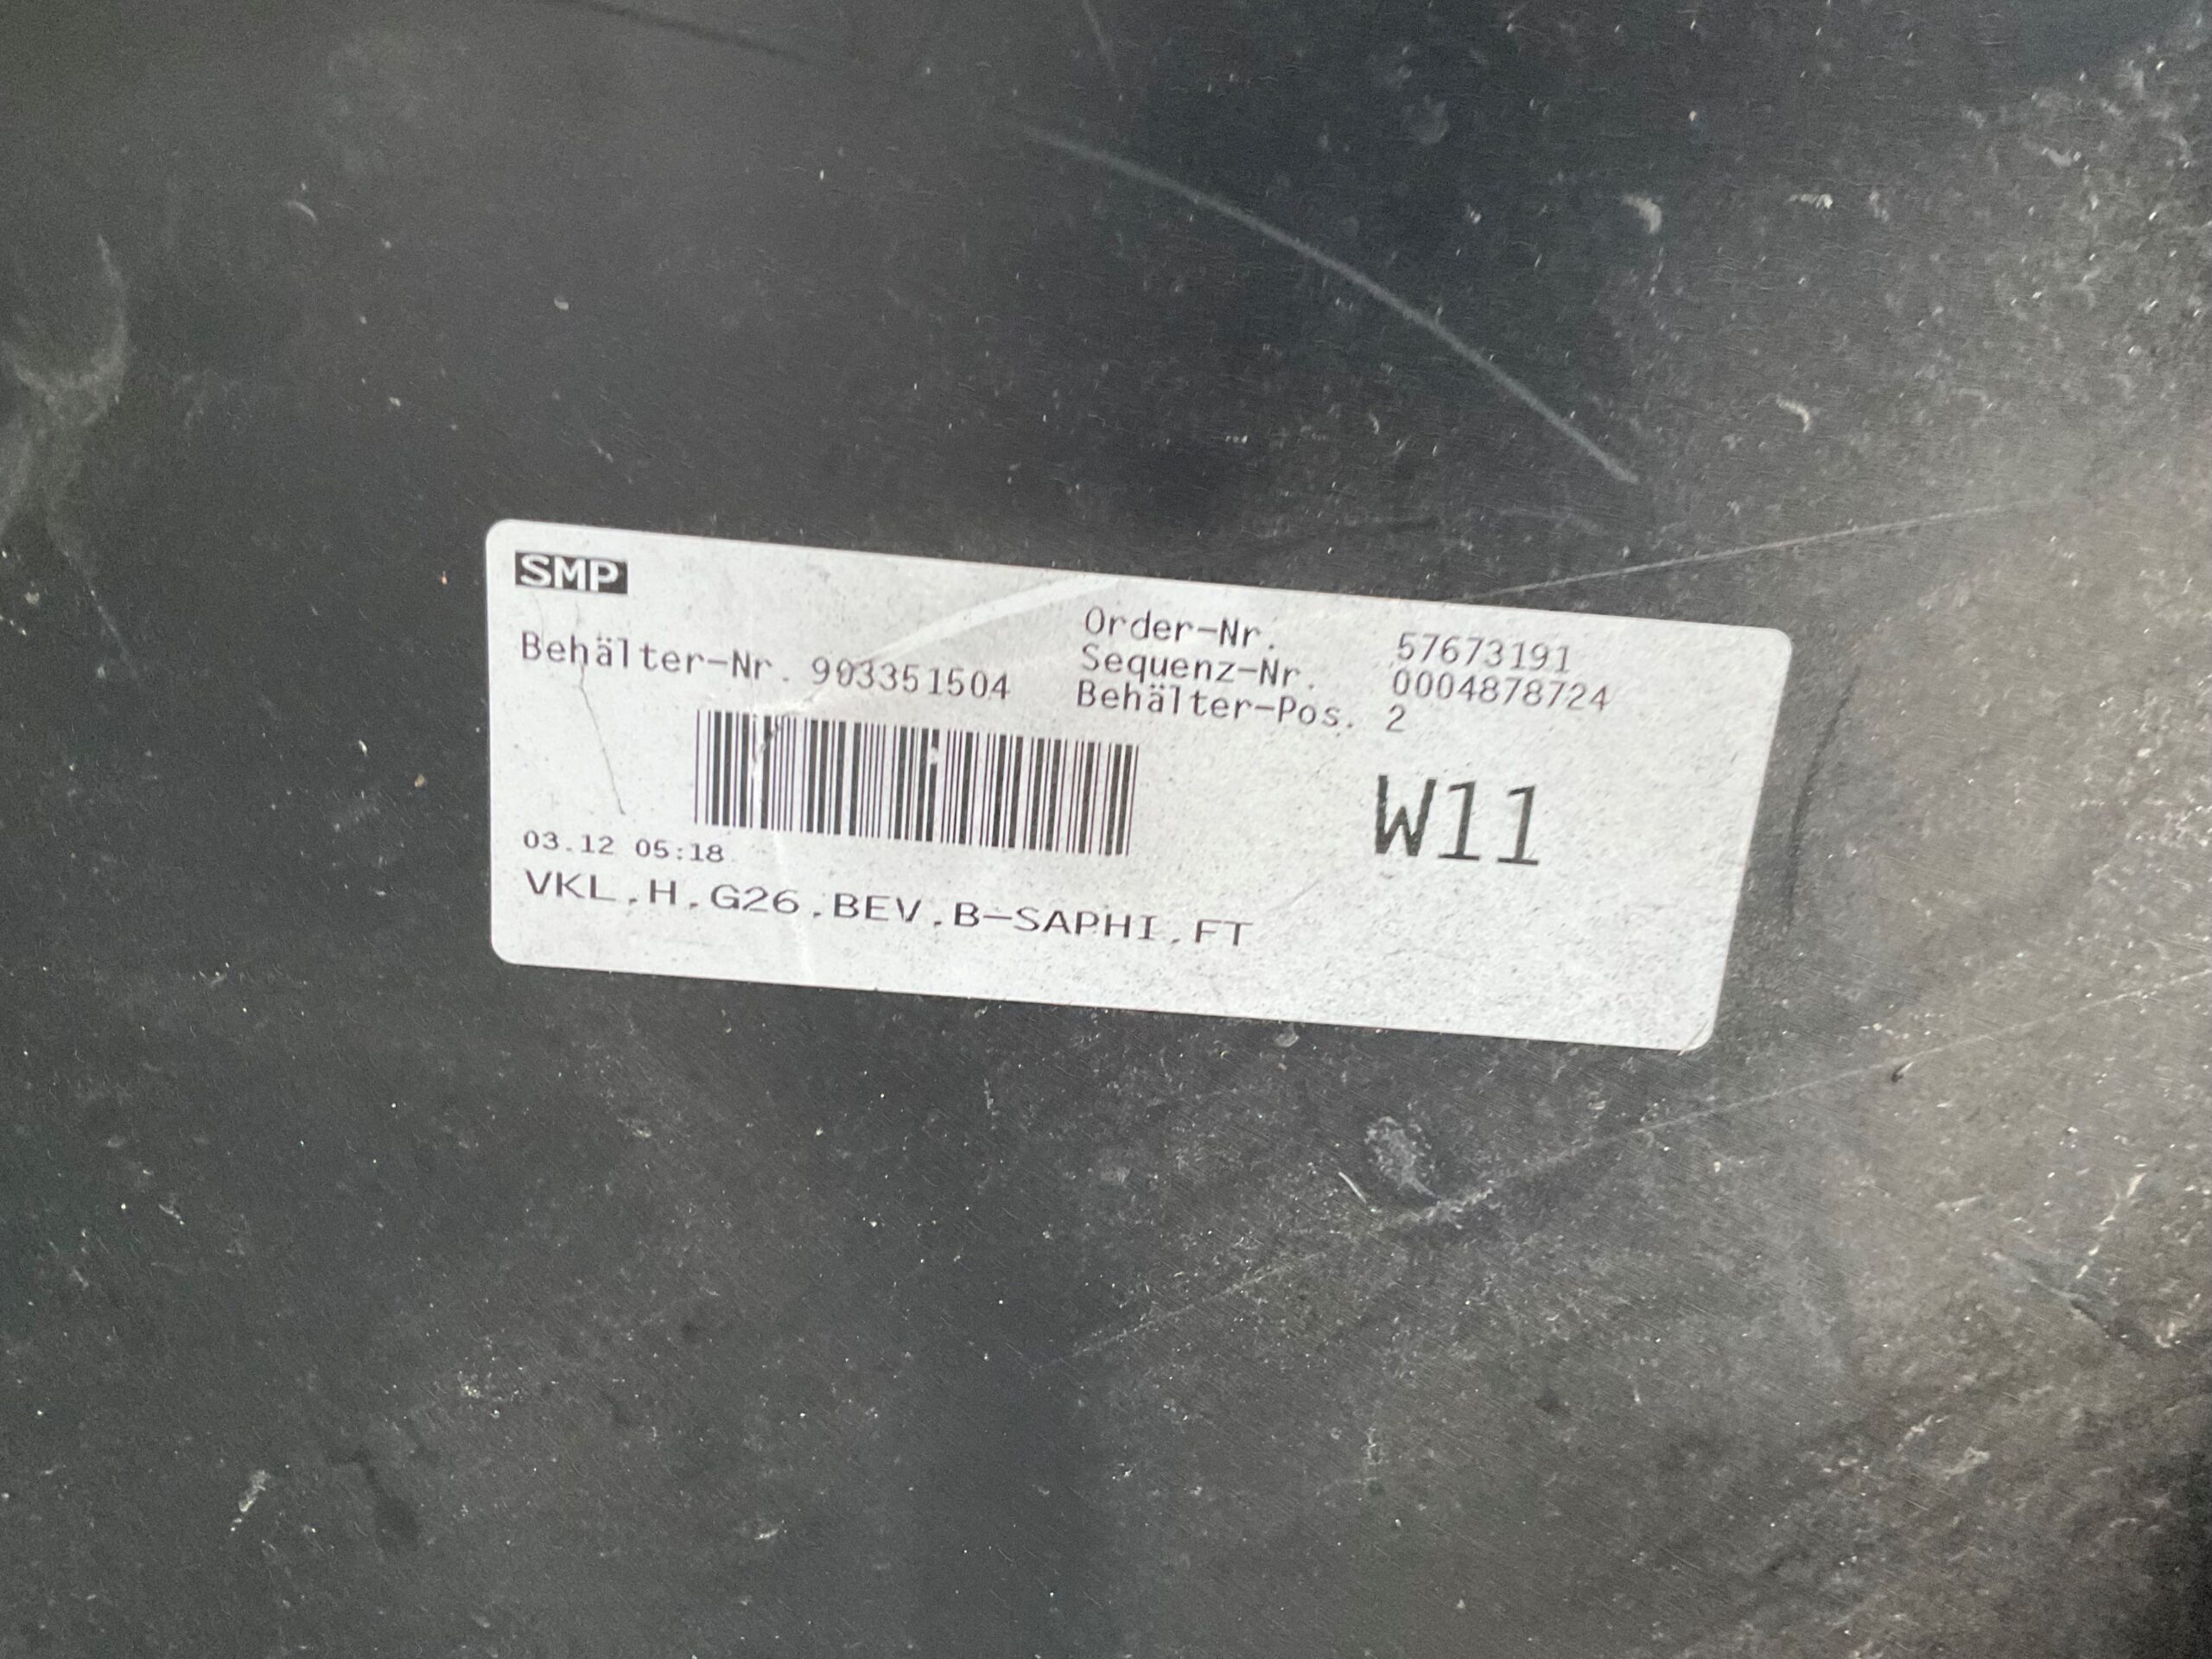 SMP
Behälter-Nr. 903351504
Order-Nr. 57673191
Sequenz-Nr. 0004878724
Behälter-Pos. 2
W11
03.12 05:18
VKL,H,G26,BEV,B-SAPHI,FT